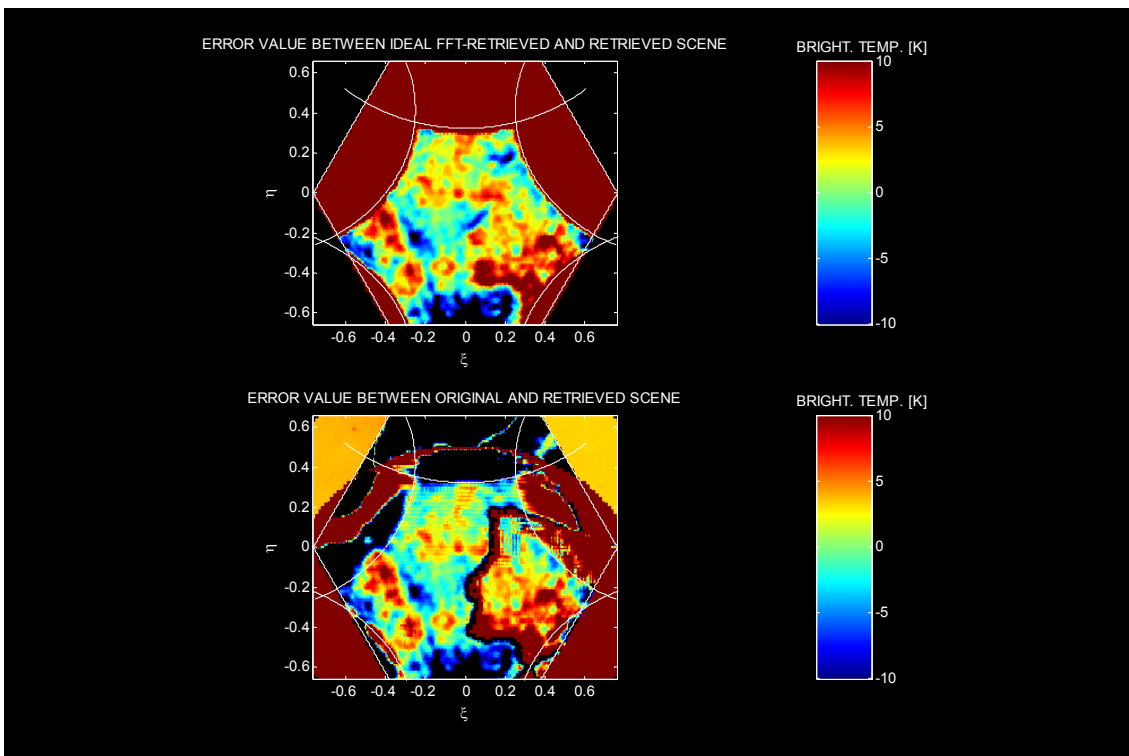 ERROR VALUE BETWEEN IDEAL FFT-RETRIEVED AND RETRIEVED SCENE
BRIGHT. TEMP. [K]
0.6
0.4
0.2
0
-0.2
-0.4
-0.6
η
-0.6 -0.4 -0.2 0 0.2 0.4 0.6
ξ
10
5
0
-5
-10
ERROR VALUE BETWEEN ORIGINAL AND RETRIEVED SCENE
BRIGHT. TEMP. [K]
0.6
0.4
0.2
0
-0.2
-0.4
-0.6
η
-0.6 -0.4 -0.2 0 0.2 0.4 0.6
ξ
10
5
0
-5
-10